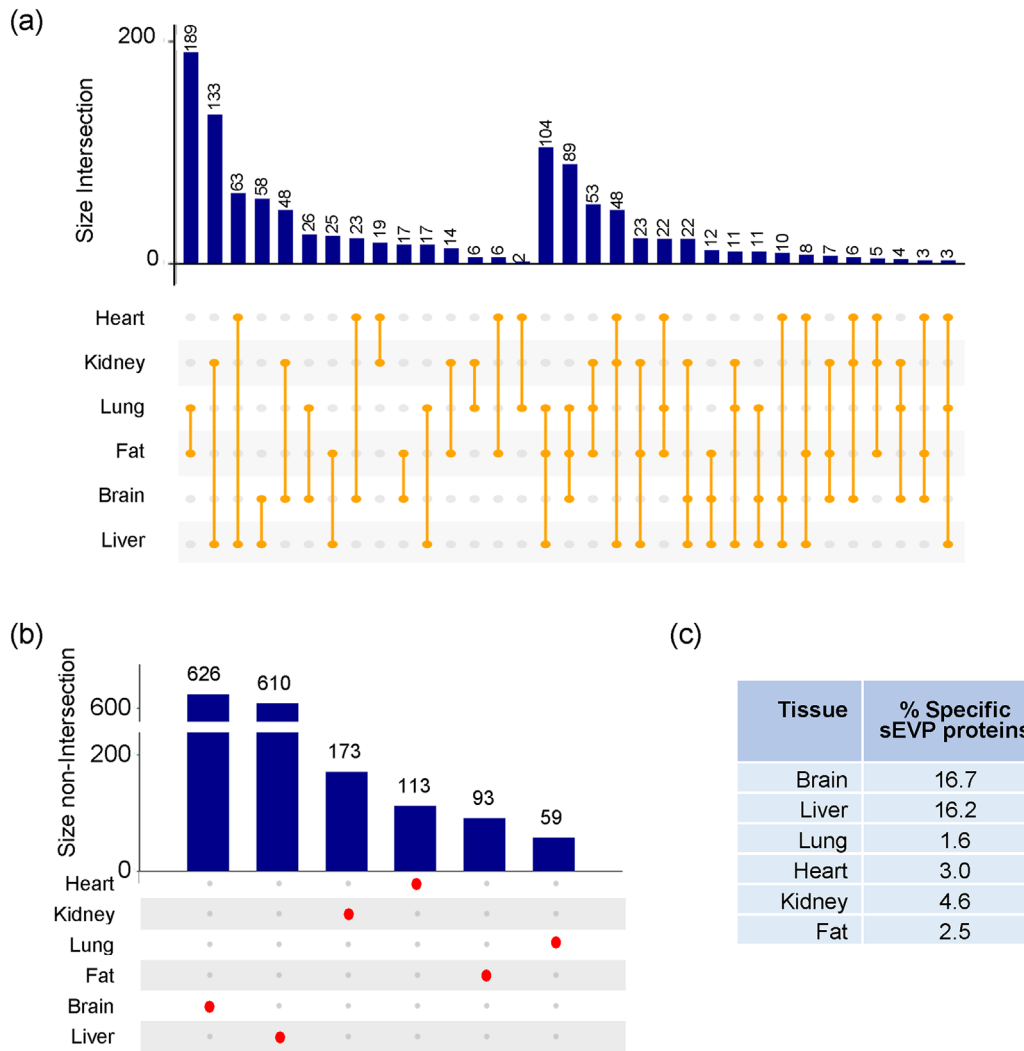 (a)
200
0
Size Intersection
189
133
63
58
48
26
25
23
19
17
17
14
6
6
2
104
89
53
48
23
22
22
12
11
11
10
8
7
6
5
4
3
3
Heart
Kidney
Lung
Fat
Brain
Liver
(b)
Size non-Intersection
600
200
0
626
610
173
113
93
59
Heart
Kidney
Lung
Fat
Brain
Liver
(c)
Tissue % Specific
sEVP proteins
Brain 16.7
Liver 16.2
Lung 1.6
Heart 3.0
Kidney 4.6
Fat 2.5